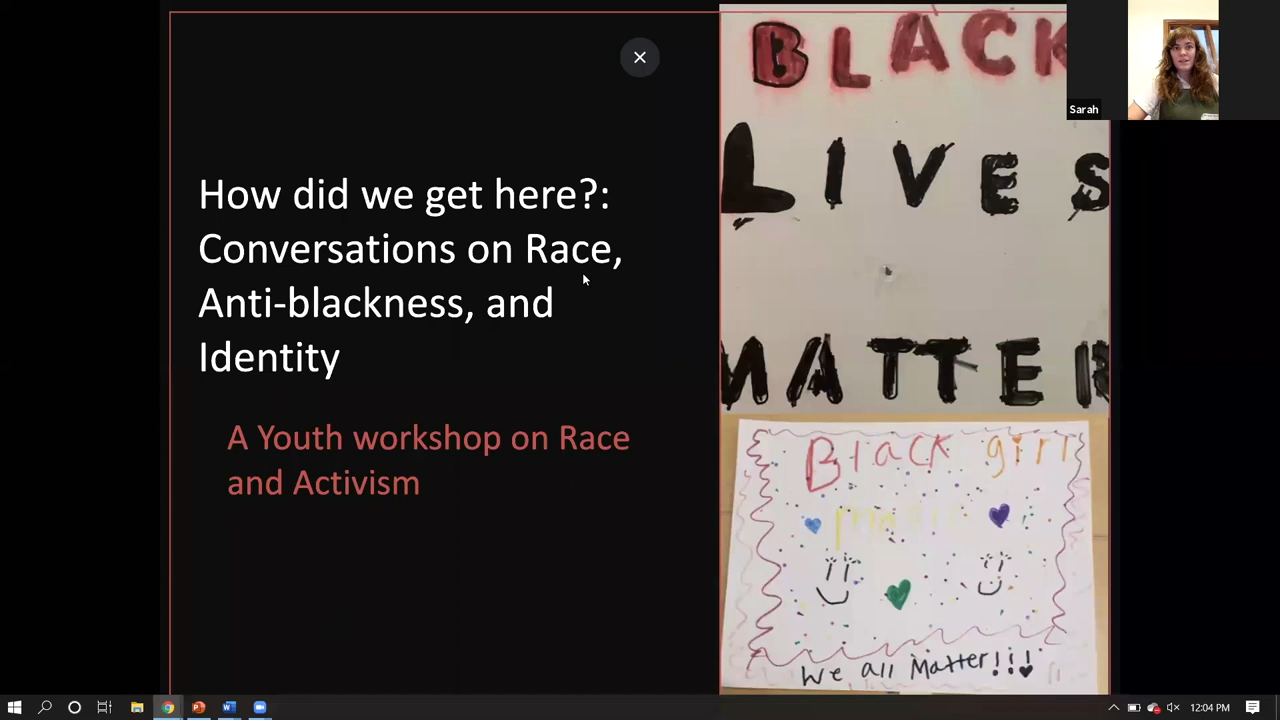 How did we get here?:
Conversations on Race,
Anti-blackness, and
Identity
A Youth workshop on Race
and Activism
BLACK
LIVES
MATTER
Black girl
magic
We all Matter!!!
Sarah
12:04 PM